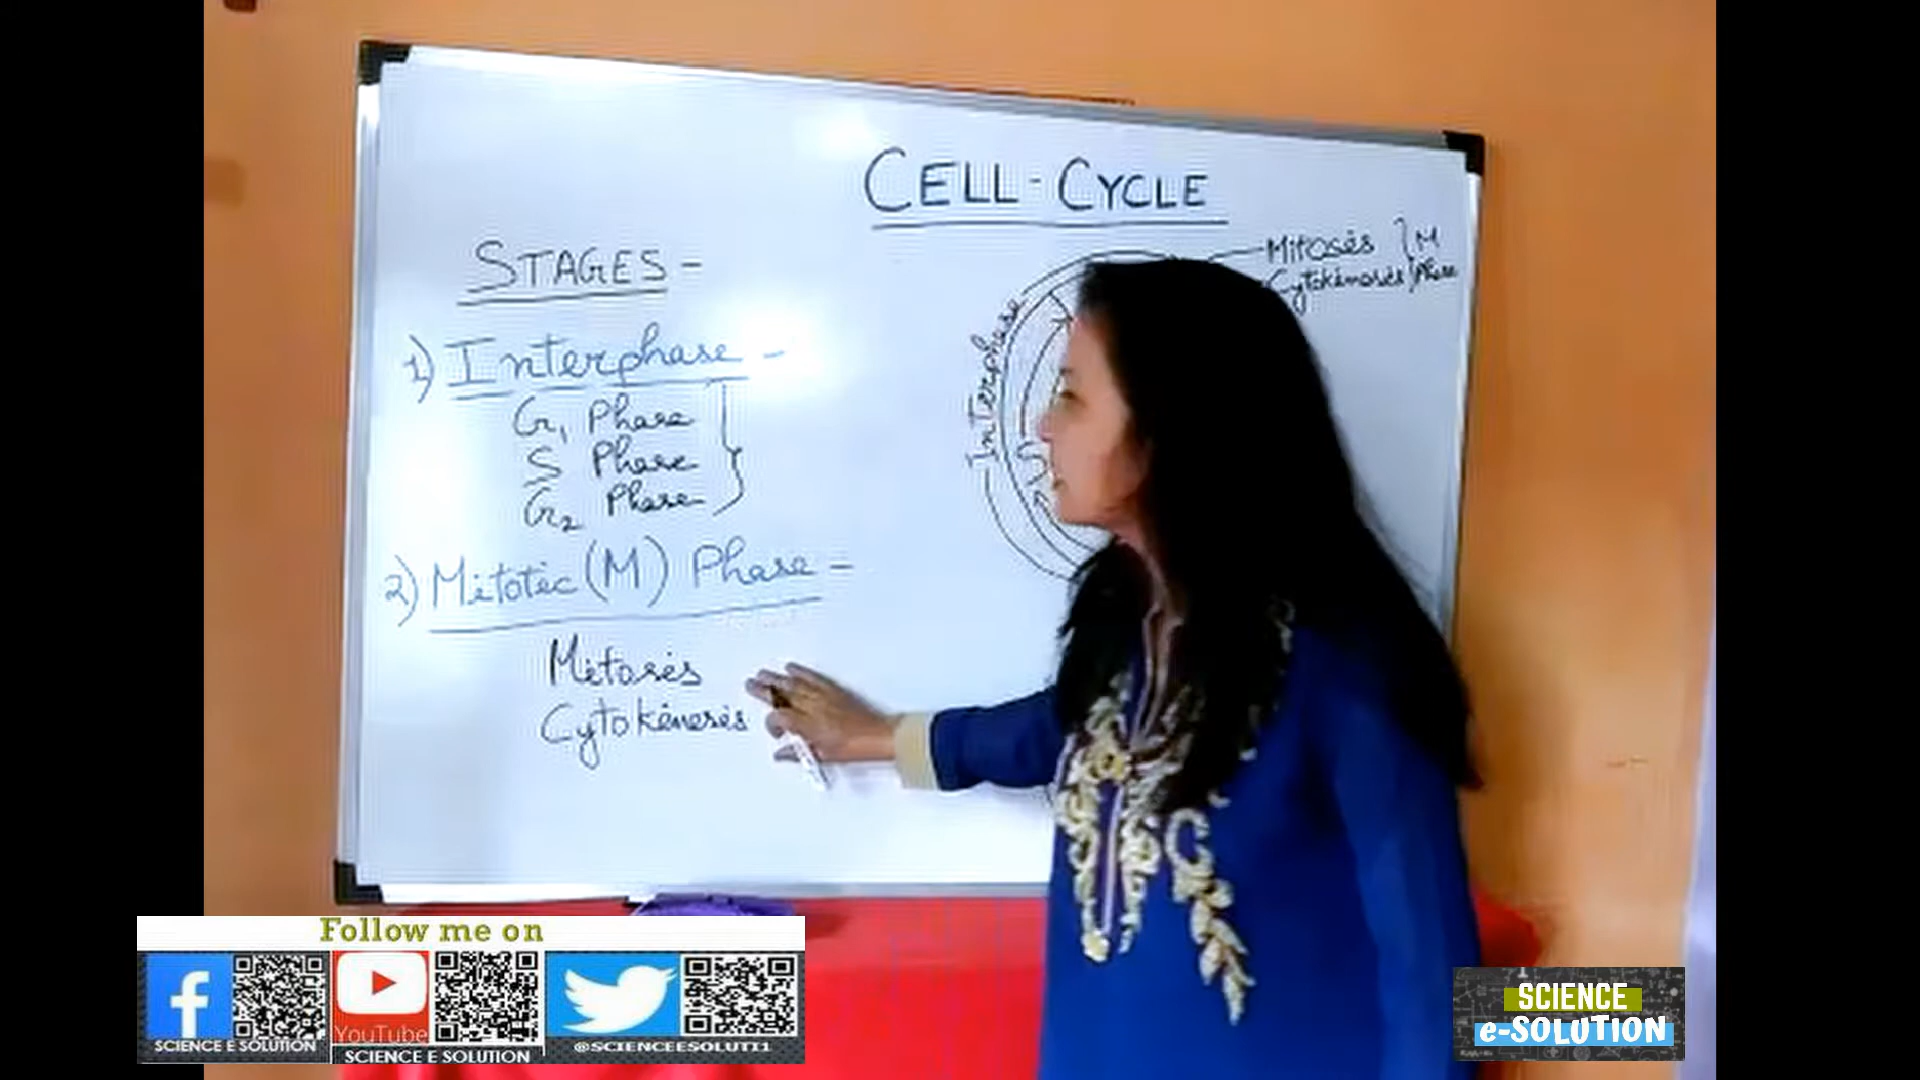 CELL-CYCLE
STAGES -
1) Interphase -
G1 Phase
S Phase
G2 Phase
2) Mitotic (M) Phase -
Mitosis
Cytokinesis
Mitosis } M
Cytokinesis } Phase
Interphase
S
Follow me on
YouTube
SCIENCE E SOLUTION
SCIENCE E SOLUTION
@SCIENCEESOLUTI1
SCIENCE
e-SOLUTION